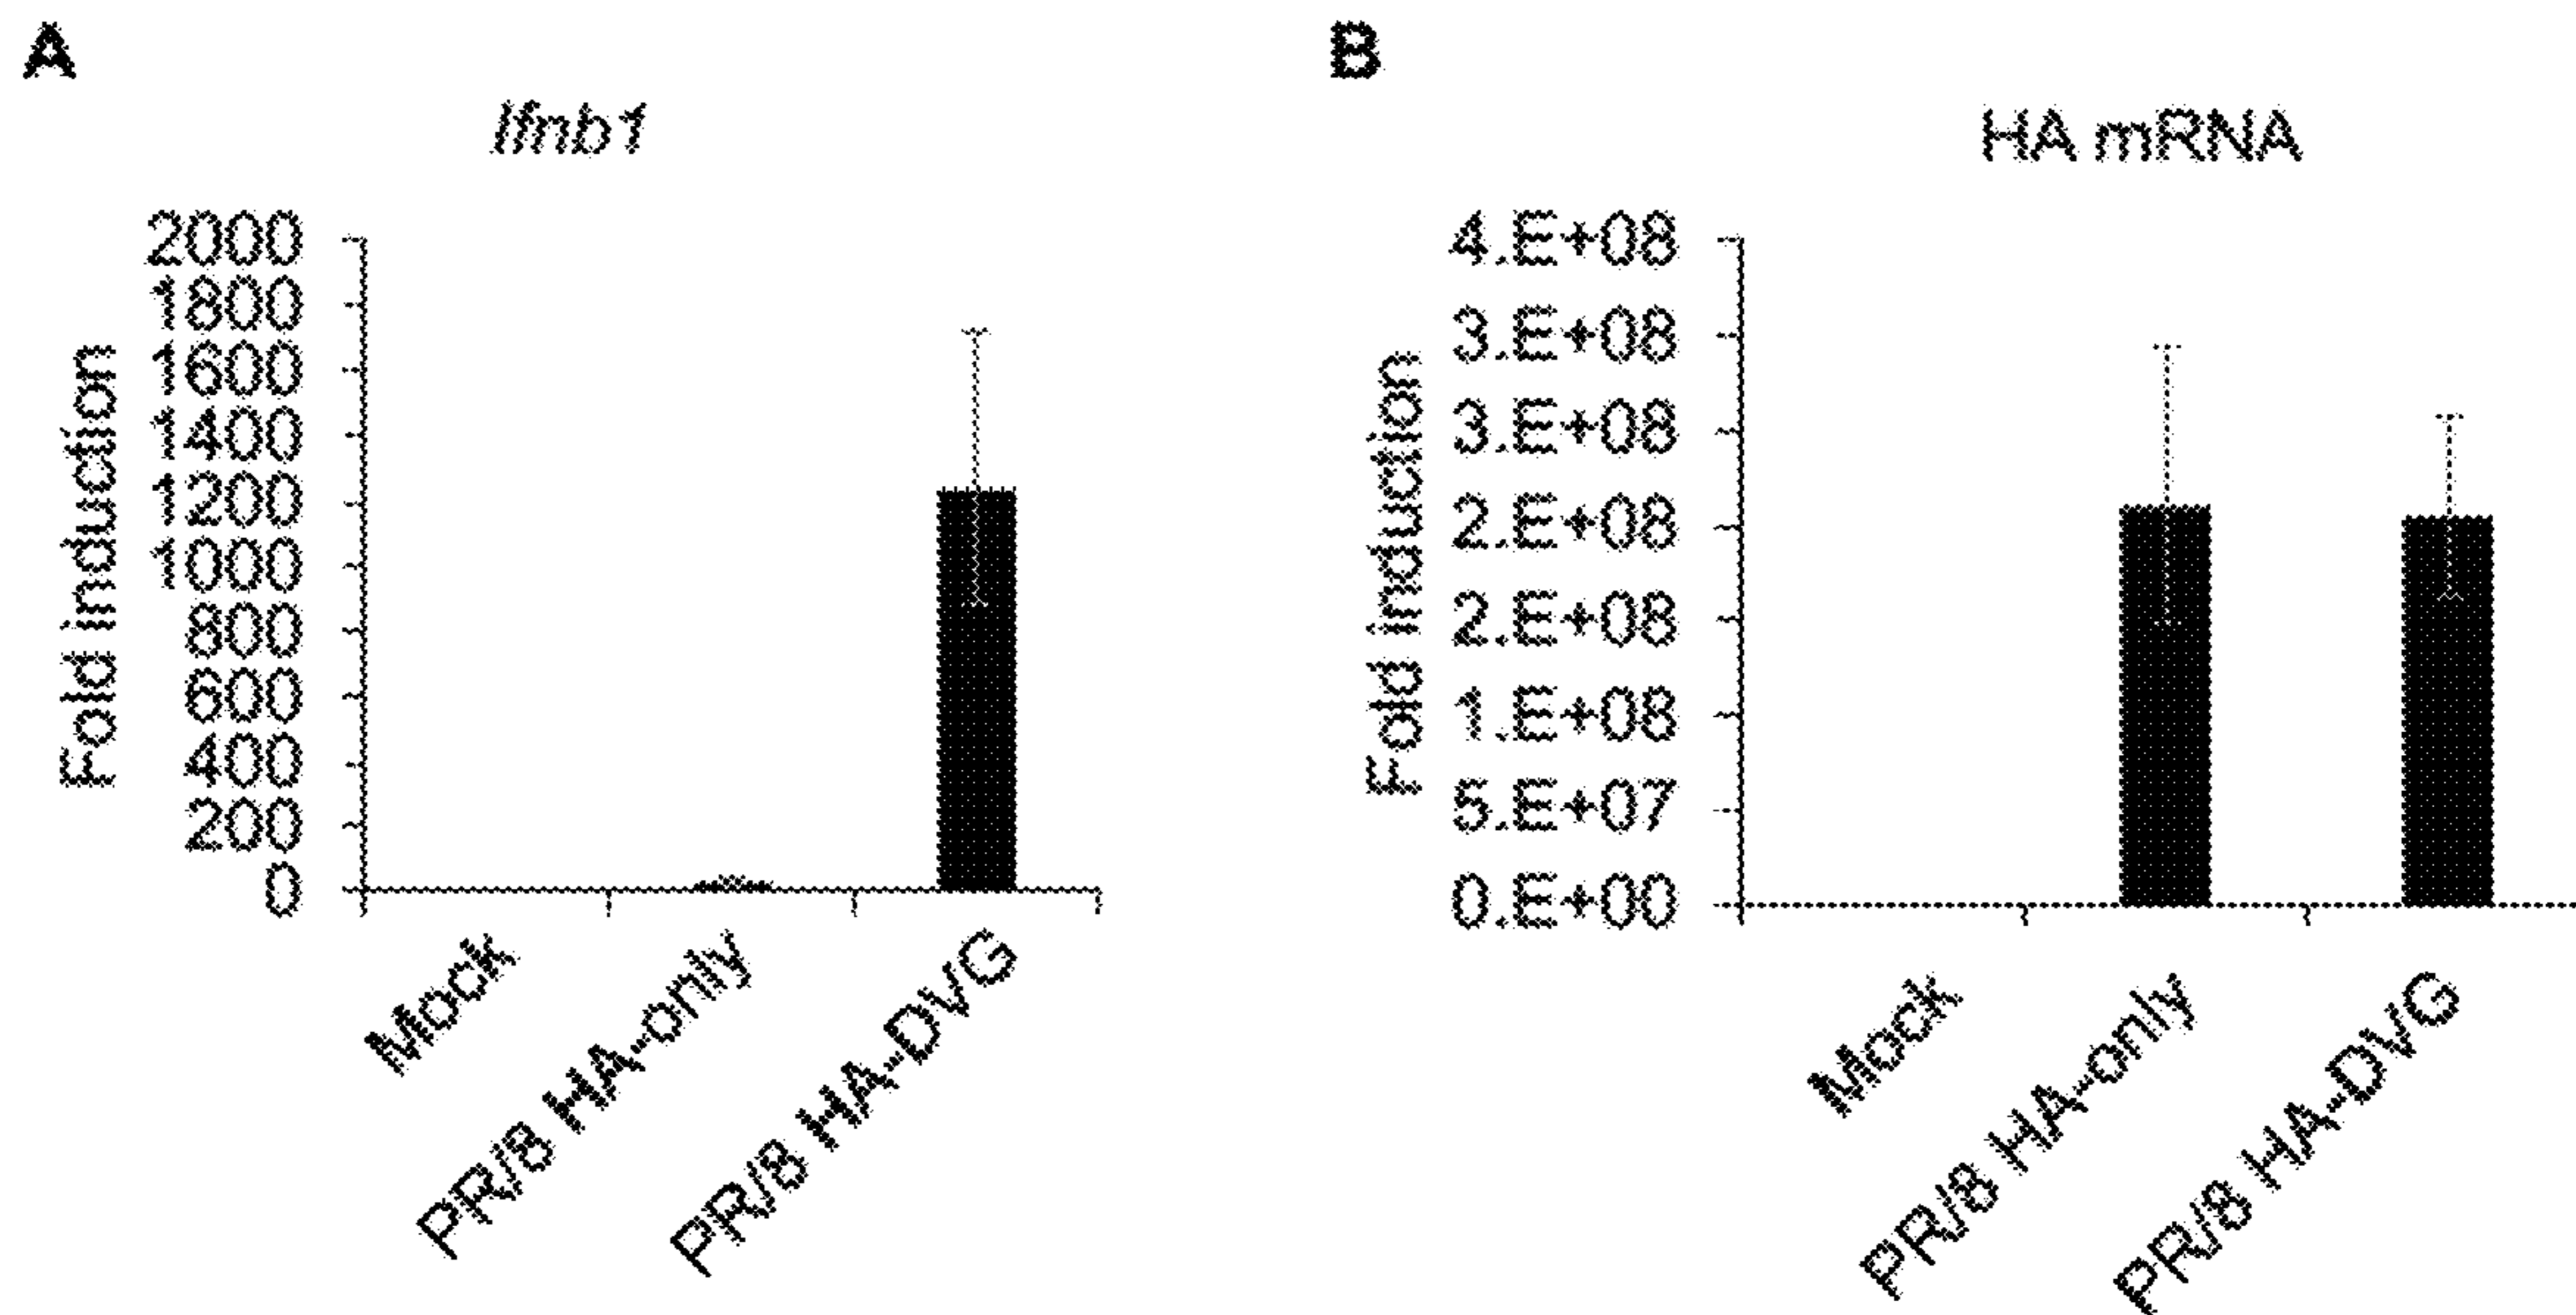 A
Ifnb1
Fold induction
2000
1800
1600
1400
1200
1000
800
600
400
200
0
Mock
PR/8 HA-only
PR/8 HA-DVG
B
HA mRNA
Fold induction
4.E+08
3.E+08
3.E+08
2.E+08
2.E+08
1.E+08
5.E+07
0.E+00
Mock
PR/8 HA-only
PR/8 HA-DVG